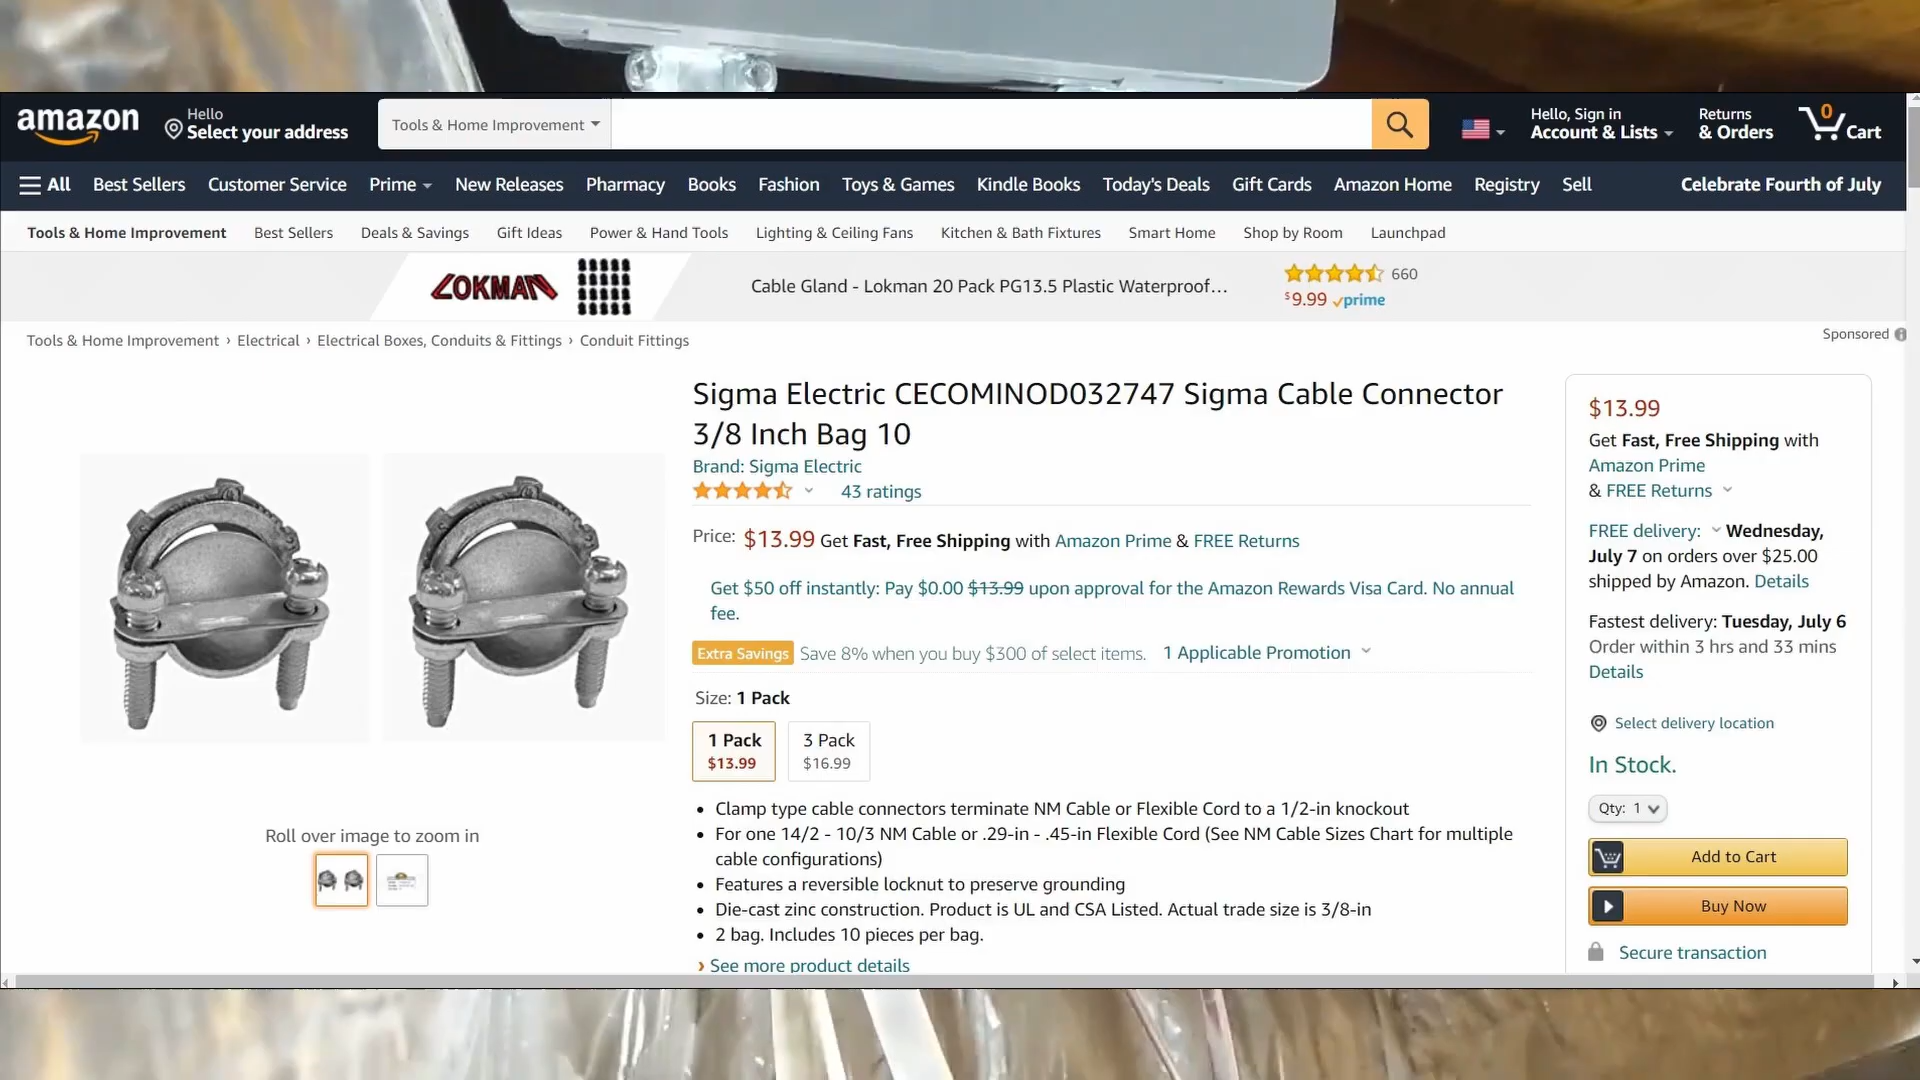 amazon
Hello
Select your address
Tools & Home Improvement
Hello, Sign in
Account & Lists
Returns
& Orders
0
Cart
All
Best Sellers
Customer Service
Prime
New Releases
Pharmacy
Books
Fashion
Toys & Games
Kindle Books
Today's Deals
Gift Cards
Amazon Home
Registry
Sell
Celebrate Fourth of July
Tools & Home Improvement
Best Sellers
Deals & Savings
Gift Ideas
Power & Hand Tools
Lighting & Ceiling Fans
Kitchen & Bath Fixtures
Smart Home
Shop by Room
Launchpad
LOKMAN
Cable Gland - Lokman 20 Pack PG13.5 Plastic Waterproof…
660
$9.99 prime
Sponsored
Tools & Home Improvement › Electrical › Electrical Boxes, Conduits & Fittings › Conduit Fittings
Roll over image to zoom in
Sigma Electric CECOMINOD032747 Sigma Cable Connector
3/8 Inch Bag 10
Brand: Sigma Electric
43 ratings
Price: $13.99 Get Fast, Free Shipping with Amazon Prime & FREE Returns
Get $50 off instantly: Pay $0.00 $13.99 upon approval for the Amazon Rewards Visa Card. No annual
fee.
Extra Savings Save 8% when you buy $300 of select items. 1 Applicable Promotion
Size: 1 Pack
1 Pack
$13.99
3 Pack
$16.99
• Clamp type cable connectors terminate NM Cable or Flexible Cord to a 1/2-in knockout
• For one 14/2 - 10/3 NM Cable or .29-in - .45-in Flexible Cord (See NM Cable Sizes Chart for multiple
cable configurations)
• Features a reversible locknut to preserve grounding
• Die-cast zinc construction. Product is UL and CSA Listed. Actual trade size is 3/8-in
• 2 bag. Includes 10 pieces per bag.
› See more product details
$13.99
Get Fast, Free Shipping with
Amazon Prime
& FREE Returns
FREE delivery: Wednesday,
July 7 on orders over $25.00
shipped by Amazon. Details
Fastest delivery: Tuesday, July 6
Order within 3 hrs and 33 mins
Details
Select delivery location
In Stock.
Qty: 1
Add to Cart
Buy Now
Secure transaction